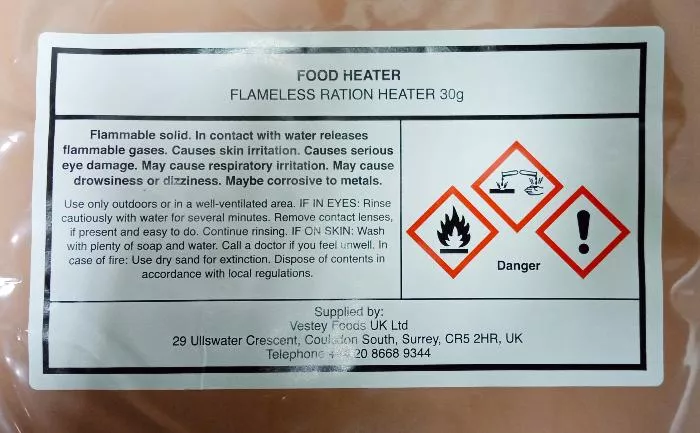 FOOD HEATER
FLAMELESS RATION HEATER 30g
Flammable solid. In contact with water releases
flammable gases. Causes skin irritation. Causes serious
eye damage. May cause respiratory irritation. May cause
drowsiness or dizziness. Maybe corrosive to metals.
Use only outdoors or in a well-ventilated area. IF IN EYES: Rinse
cautiously with water for several minutes. Remove contact lenses,
if present and easy to do. Continue rinsing. IF ON SKIN: Wash
with plenty of soap and water. Call a doctor if you feel unwell. In
case of fire: Use dry sand for extinction. Dispose of contents in
accordance with local regulations.
Danger
Supplied by:
Vestey Foods UK Ltd
29 Ullswater Crescent, Coulsdon South, Surrey, CR5 2HR, UK
Telephone 20 8668 9344